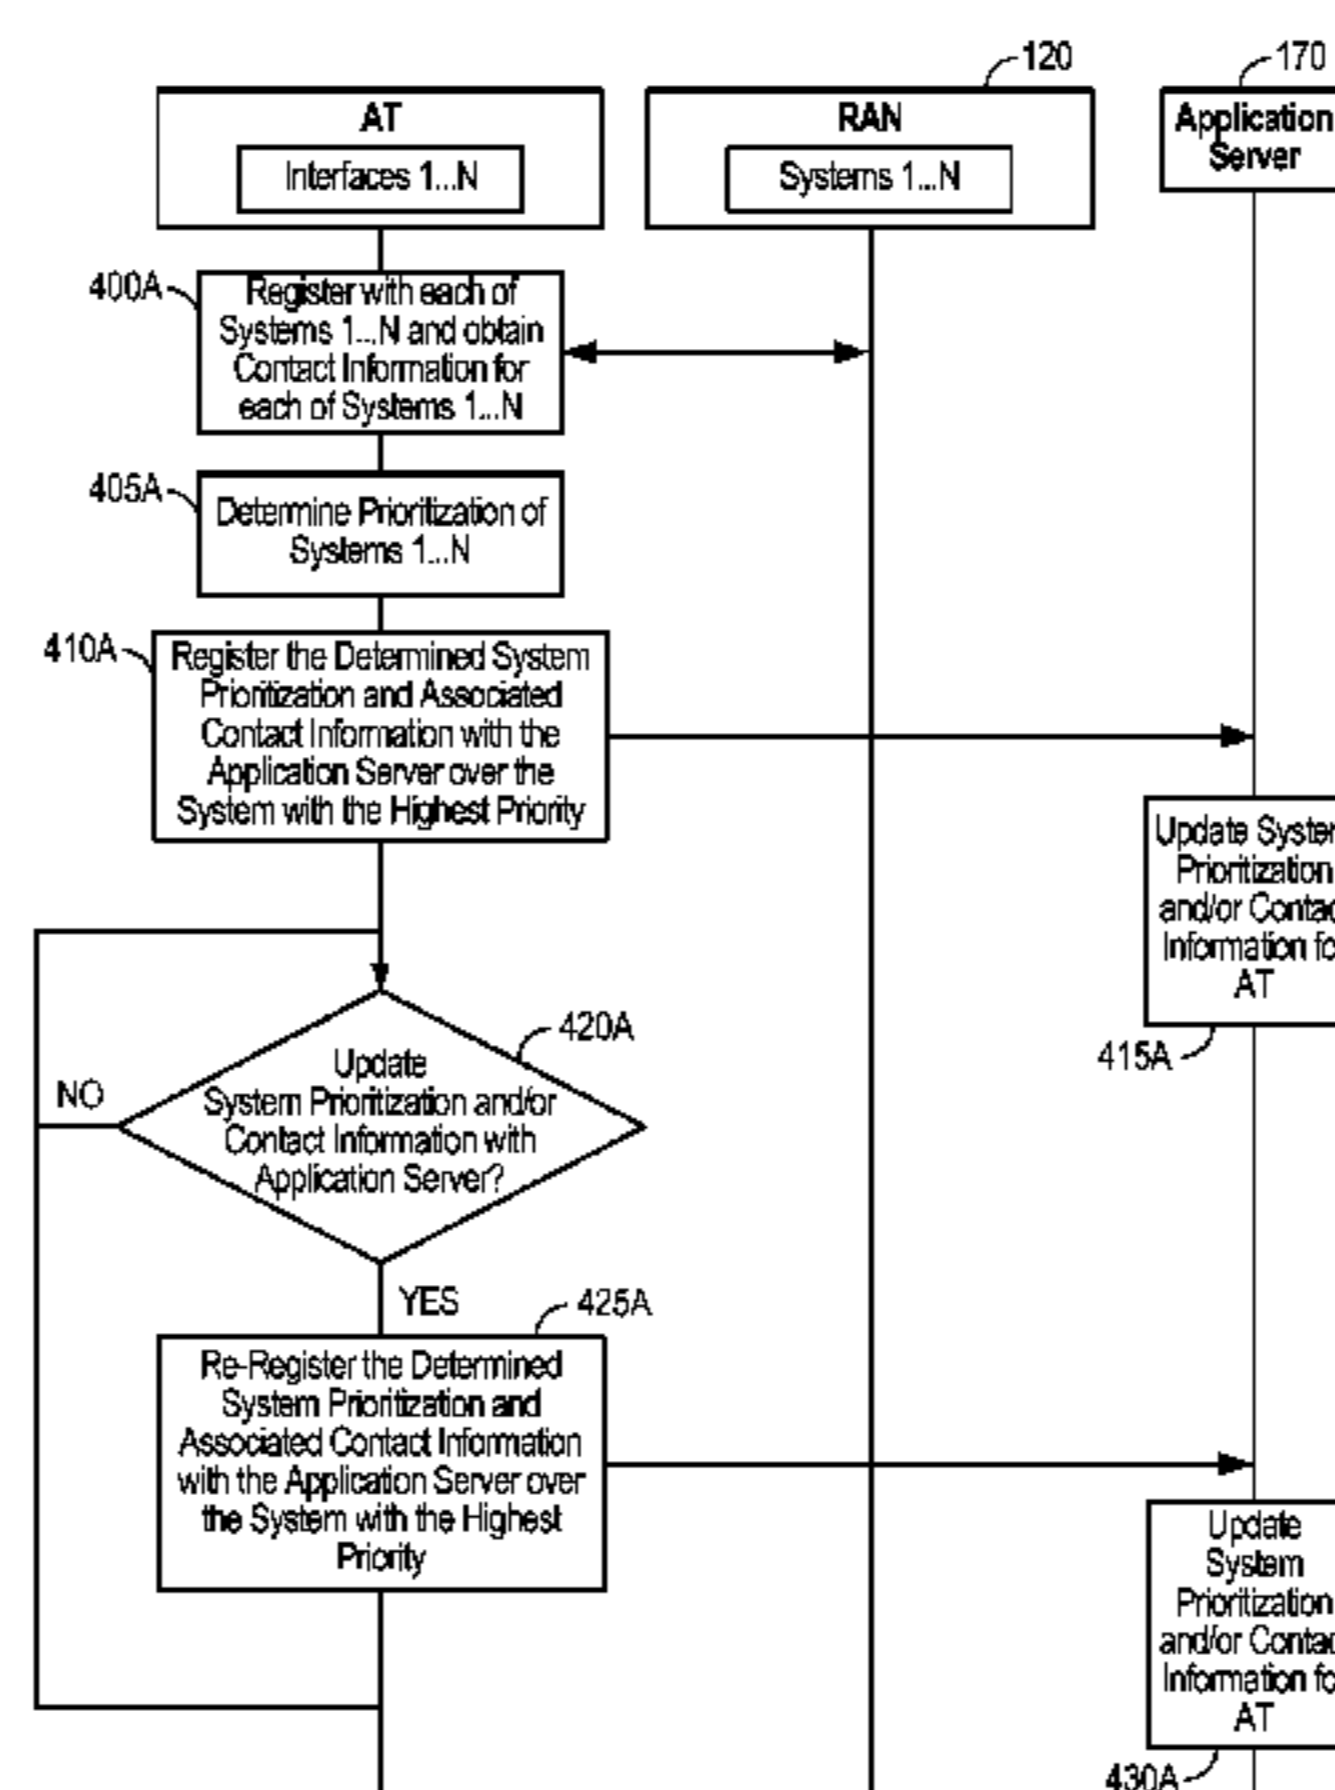 120
170
AT
Interfaces 1...N
RAN
Systems 1...N
Application
Server
400A
Register with each of
Systems 1...N and obtain
Contact Information for
each of Systems 1...N
405A
Determine Prioritization of
Systems 1...N
410A
Register the Determined System
Prioritization and Associated
Contact Information with the
Application Server over the
System with the Highest Priority
Update System
Prioritization
and/or Contac
Information fo
AT
415A
420A
Update
System Prioritization and/or
Contact Information with
Application Server?
NO
YES
425A
Re-Register the Determined
System Prioritization and
Associated Contact Information
with the Application Server over
the System with the Highest
Priority
Update
System
Prioritization
and/or Contac
Information fo
AT
430A